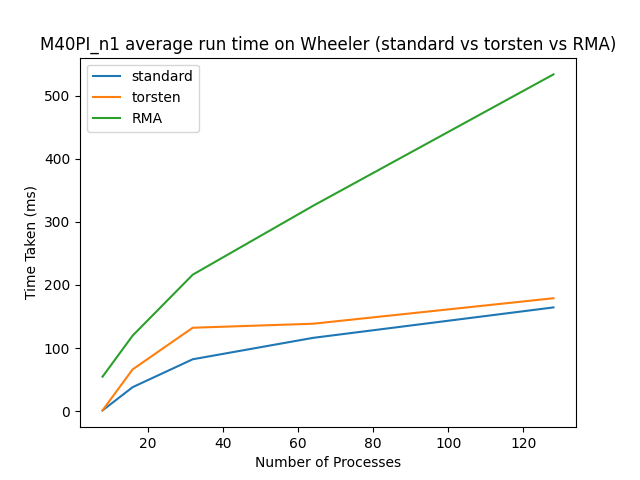 M40PI_n1 average run time on Wheeler (standard vs torsten vs RMA)
standard
torsten
RMA
Time Taken (ms)
500
400
300
200
100
0
20 40 60 80 100 120
Number of Processes